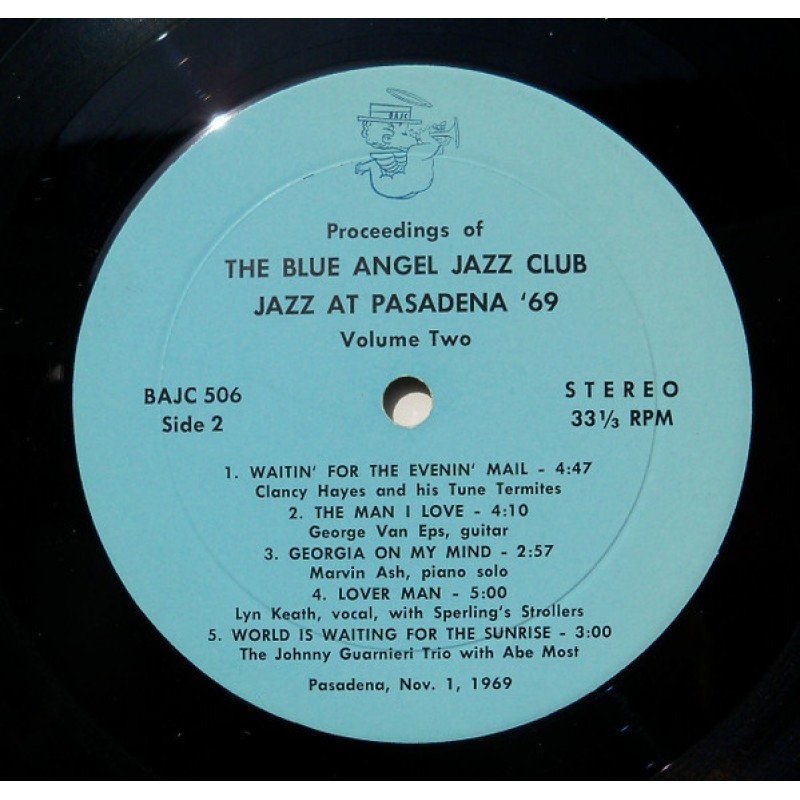 BAJC
Proceedings of
THE BLUE ANGEL JAZZ CLUB
JAZZ AT PASADENA '69
Volume Two
BAJC 506
Side 2
STEREO
33 1/3 RPM
1. WAITIN' FOR THE EVENIN' MAIL - 4:47
Clancy Hayes and his Tune Termites
2. THE MAN I LOVE - 4:10
George Van Eps, guitar
3. GEORGIA ON MY MIND - 2:57
Marvin Ash, piano solo
4. LOVER MAN - 5:00
Lyn Keath, vocal, with Sperling's Strollers
5. WORLD IS WAITING FOR THE SUNRISE - 3:00
The Johnny Guarnieri Trio with Abe Most
Pasadena, Nov. 1, 1969